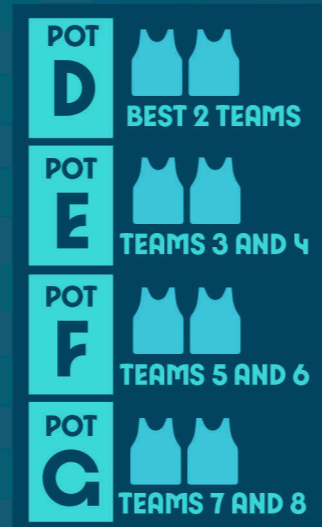 POT
D
BEST 2 TEAMS
POT
E
TEAMS 3 AND 4
POT
F
TEAMS 5 AND 6
POT
G
TEAMS 7 AND 8